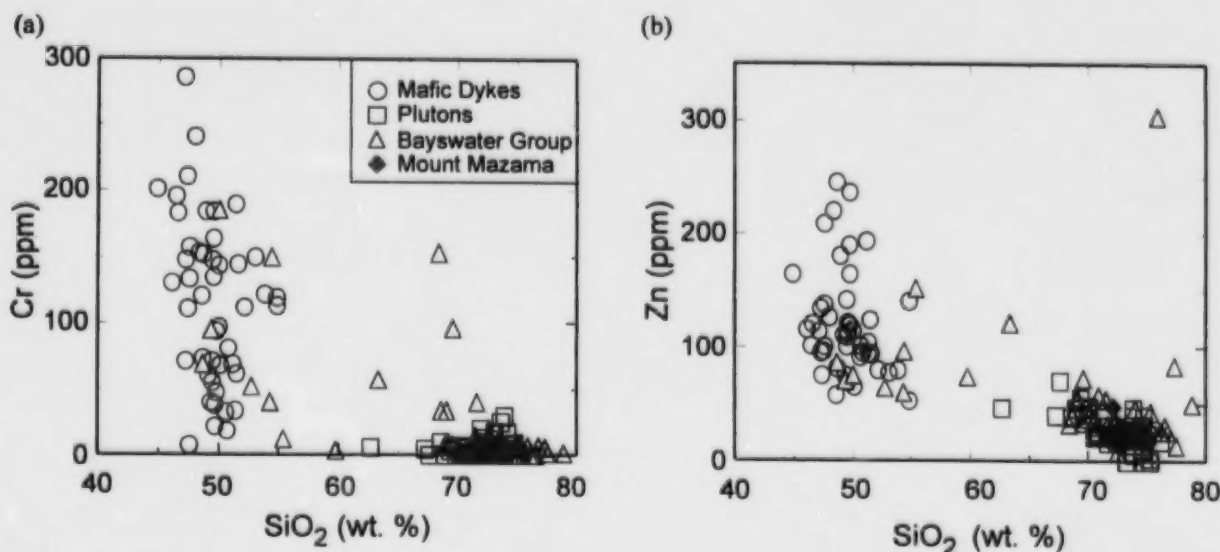 (a)
300
200
100
0
Cr (ppm)
40 50 60 70 80
SiO2 (wt. %)
Mafic Dykes
Plutons
Bayswater Group
Mount Mazama
(b)
300
200
100
0
Zn (ppm)
40 50 60 70 80
SiO2 (wt. %)